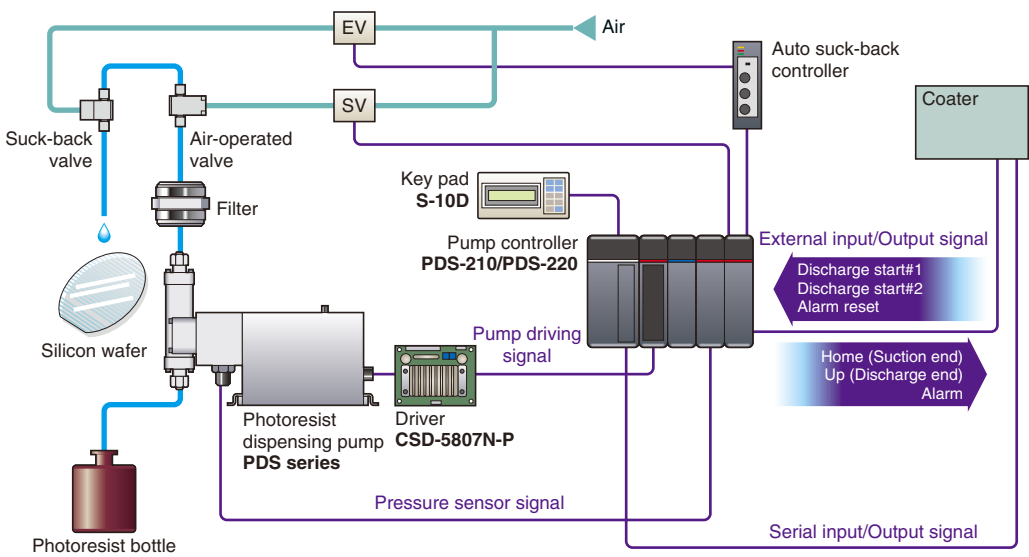 EV
Air
Auto suck-back
controller
SV
Coater
Suck-back
valve
Air-operated
valve
Key pad
S-10D
Filter
Pump controller
PDS-210/PDS-220
External input/Output signal
Discharge start#1
Discharge start#2
Alarm reset
Silicon wafer
Pump driving
signal
Home (Suction end)
Up (Discharge end)
Alarm
Photoresist
dispensing pump
PDS series
Driver
CSD-5807N-P
Pressure sensor signal
Serial input/Output signal
Photoresist bottle